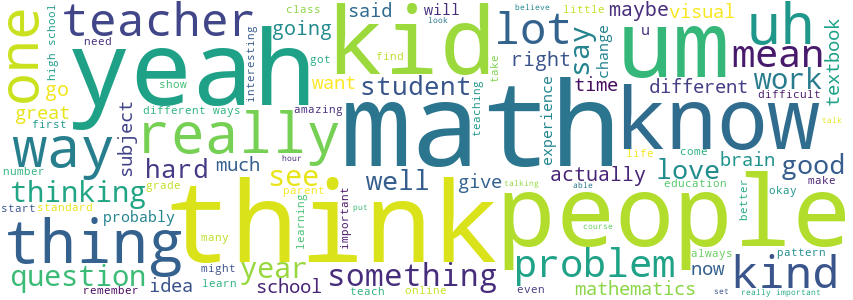 one
teacher
class
believe
little
maybe
visual
high school
need
yeah
going
said
kid
look
lot
will
um
uh
u
say
change
mean
textbook
got
right
find
take
go
show
interesting
want
student
time
different
work
difficult
great
first
different ways
amazing
teaching
math
know
talk
way
subject
really
experience
hour
hard
much
see
well
give
actually
love
brain
good
come
life
number
thinking
grade
parent
talking
able
education
okay
make
start
standard
probably
think
people
thing
many
learning
important
put
course
better
question
idea
might
learn
year
school
something
teach
online
problem
even
mathematics
always
now
pattern
kind
remember
set
really important